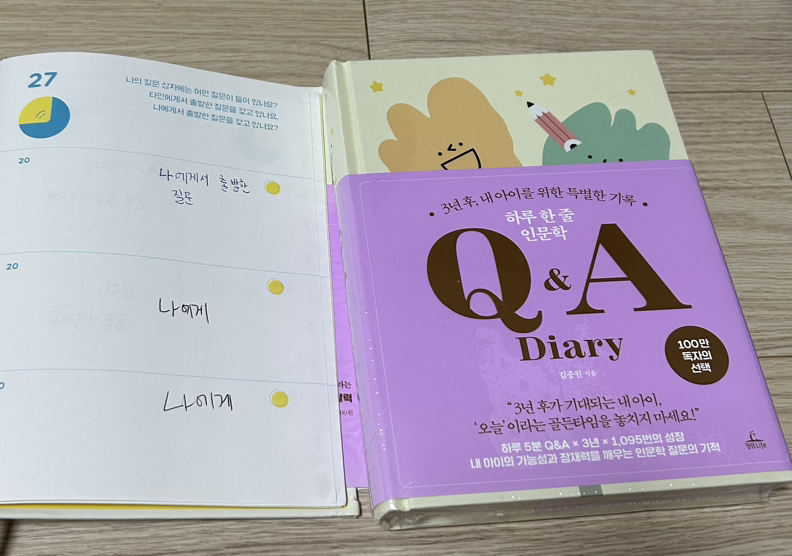 27
나의 질문 상자에는 어떤 질문이 들어 있나요?
타인에게서 출발한 질문을 갖고 있나요,
나에게서 출발한 질문을 갖고 있나요?
20
나에게서 출발한
질문
20
나에게
나에게
3년 후, 내 아이를 위한 특별한 기록
하루 한 줄
인문학
Q&A
Diary
김종원 지음
100만
독자의
선택
“3년 후가 기대되는 내 아이,
‘오늘’이라는 골든타임을 놓치지 마세요!”
하루 5분 Q&A × 3년 × 1,095번의 성장
내 아이의 가능성과 잠재력을 깨우는 인문학 질문의 기적